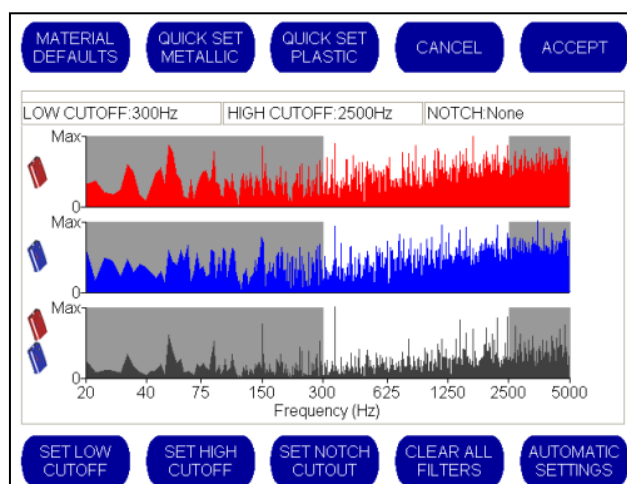 MATERIAL
DEFAULTS
QUICK SET
METALLIC
QUICK SET
PLASTIC
CANCEL
ACCEPT
LOW CUTOFF:300Hz
HIGH CUTOFF:2500Hz
NOTCH:None
Max
0
Max
0
Max
0
20 40 75 150 300 625 1250 2500 5000
Frequency (Hz)
SET LOW
CUTOFF
SET HIGH
CUTOFF
SET NOTCH
CUTOUT
CLEAR ALL
FILTERS
AUTOMATIC
SETTINGS